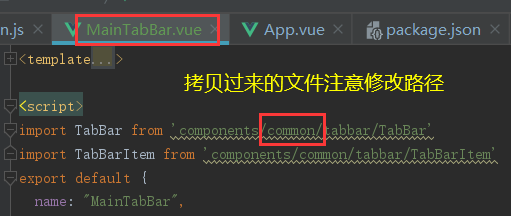 n.js MainTabBar.vue App.vue package.json
<template...>
拷贝过来的文件注意修改路径
<script>
import TabBar from 'components/common/tabbar/TabBar'
import TabBarItem from 'components/common/tabbar/TabBarItem'
export default {
name: "MainTabBar",